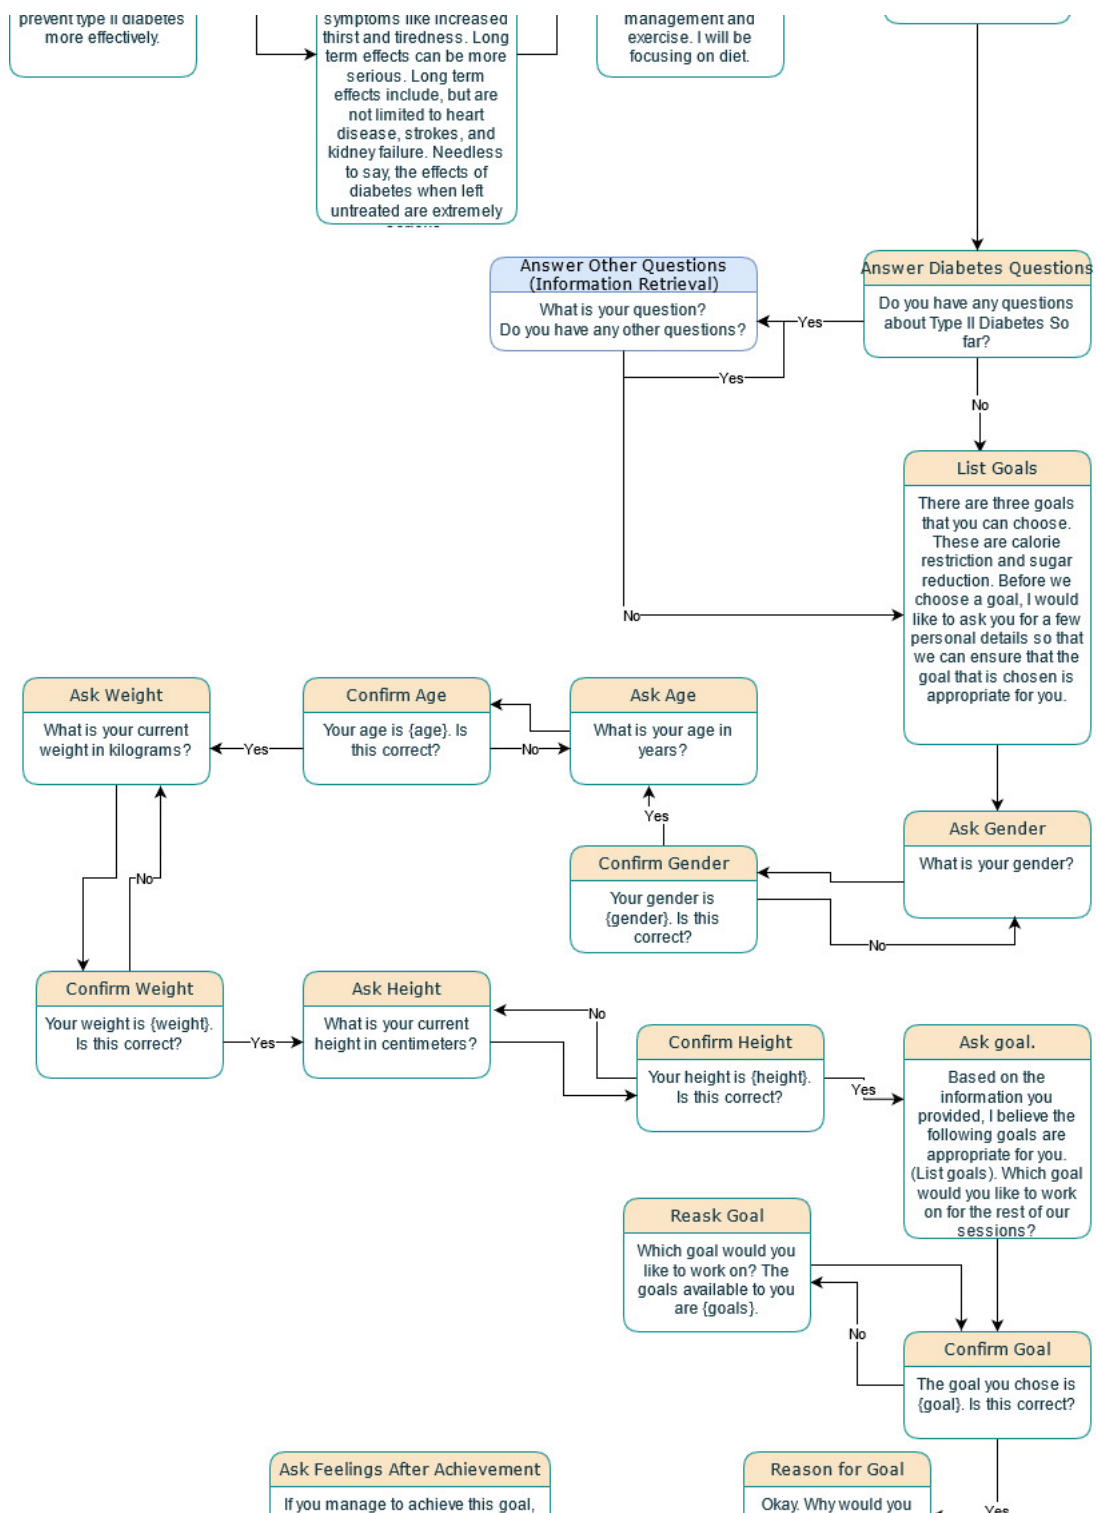 prevent type II diabetes
more effectively.
symptoms like increased
thirst and tiredness. Long
term effects can be more
serious. Long term
effects include, but are
not limited to heart
disease, strokes, and
kidney failure. Needless
to say, the effects of
diabetes when left
untreated are extremely
management and
exercise. I will be
focusing on diet.
Answer Other Questions
(Information Retrieval)
What is your question?
Do you have any other questions?
Yes
Yes
Answer Diabetes Questions
Do you have any questions
about Type II Diabetes So
far?
No
List Goals
There are three goals
that you can choose.
These are calorie
restriction and sugar
reduction. Before we
choose a goal, I would
like to ask you for a few
personal details so that
we can ensure that the
goal that is chosen is
appropriate for you.
No
Ask Weight
What is your current
weight in kilograms?
Yes
Confirm Age
Your age is {age}. Is
this correct?
No
Ask Age
What is your age in
years?
Yes
Ask Gender
What is your gender?
Confirm Gender
Your gender is
{gender}. Is this
correct?
No
No
Confirm Weight
Your weight is {weight}.
Is this correct?
Yes
Ask Height
What is your current
height in centimeters?
No
Confirm Height
Your height is {height}.
Is this correct?
Yes
Ask goal.
Based on the
information you
provided, I believe the
following goals are
appropriate for you.
(List goals). Which goal
would you like to work
on for the rest of our
sessions?
Reask Goal
Which goal would you
like to work on? The
goals available to you
are {goals}.
No
Confirm Goal
The goal you chose is
{goal}. Is this correct?
Ask Feelings After Achievement
If you manage to achieve this goal,
Reason for Goal
Okay. Why would you
Yes